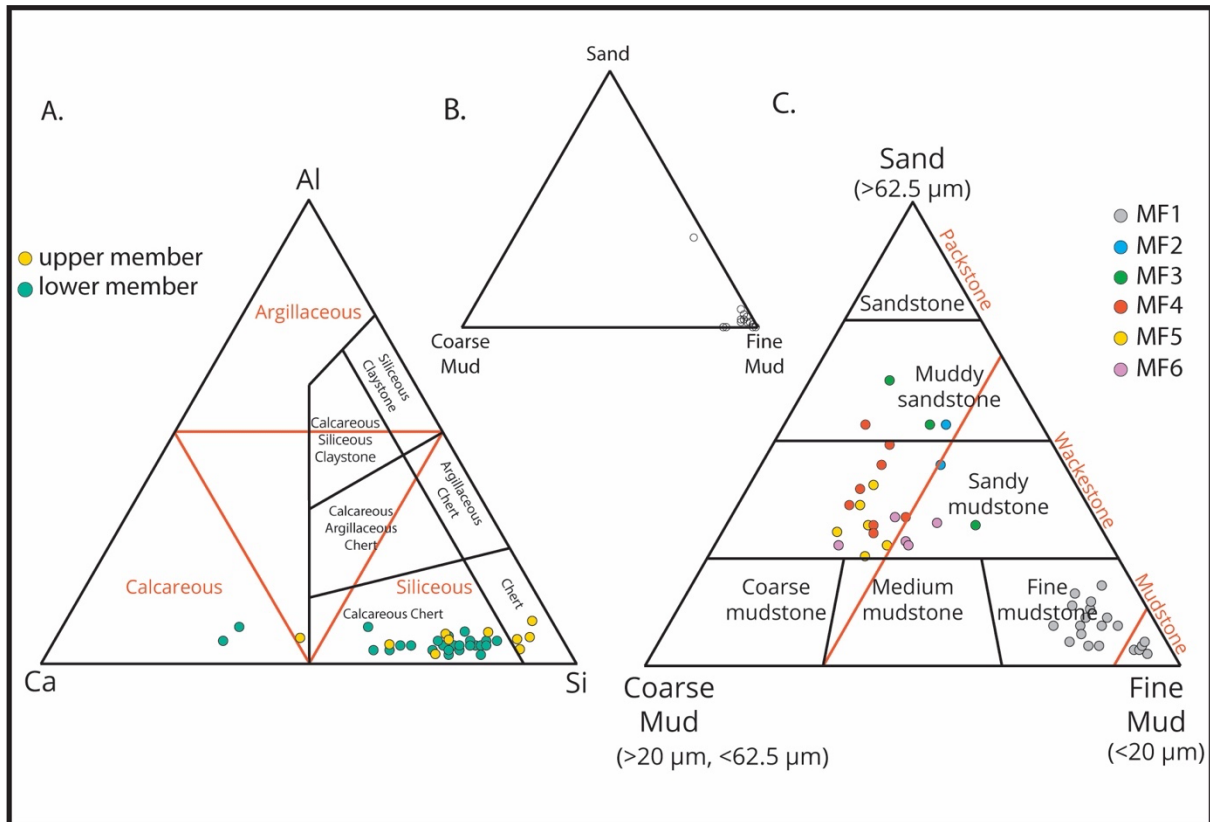 A.
Al
upper member
lower member
Argillaceous
Siliceous
Claystone
Calcareous
Siliceous
Claystone
Argillaceous
Chert
Calcareous
Argillaceous
Chert
Calcareous
Siliceous
Calcareous Chert
Chert
Ca
Si
B.
Sand
Coarse
Mud
Fine
Mud
C.
Sand
(>62.5 μm)
MF1
MF2
MF3
MF4
MF5
MF6
Packstone
Sandstone
Muddy
sandstone
Wackestone
Sandy
mudstone
Coarse
mudstone
Medium
mudstone
Fine
mudstone
Mudstone
Coarse
Mud
(>20 μm, <62.5 μm)
Fine
Mud
(<20 μm)